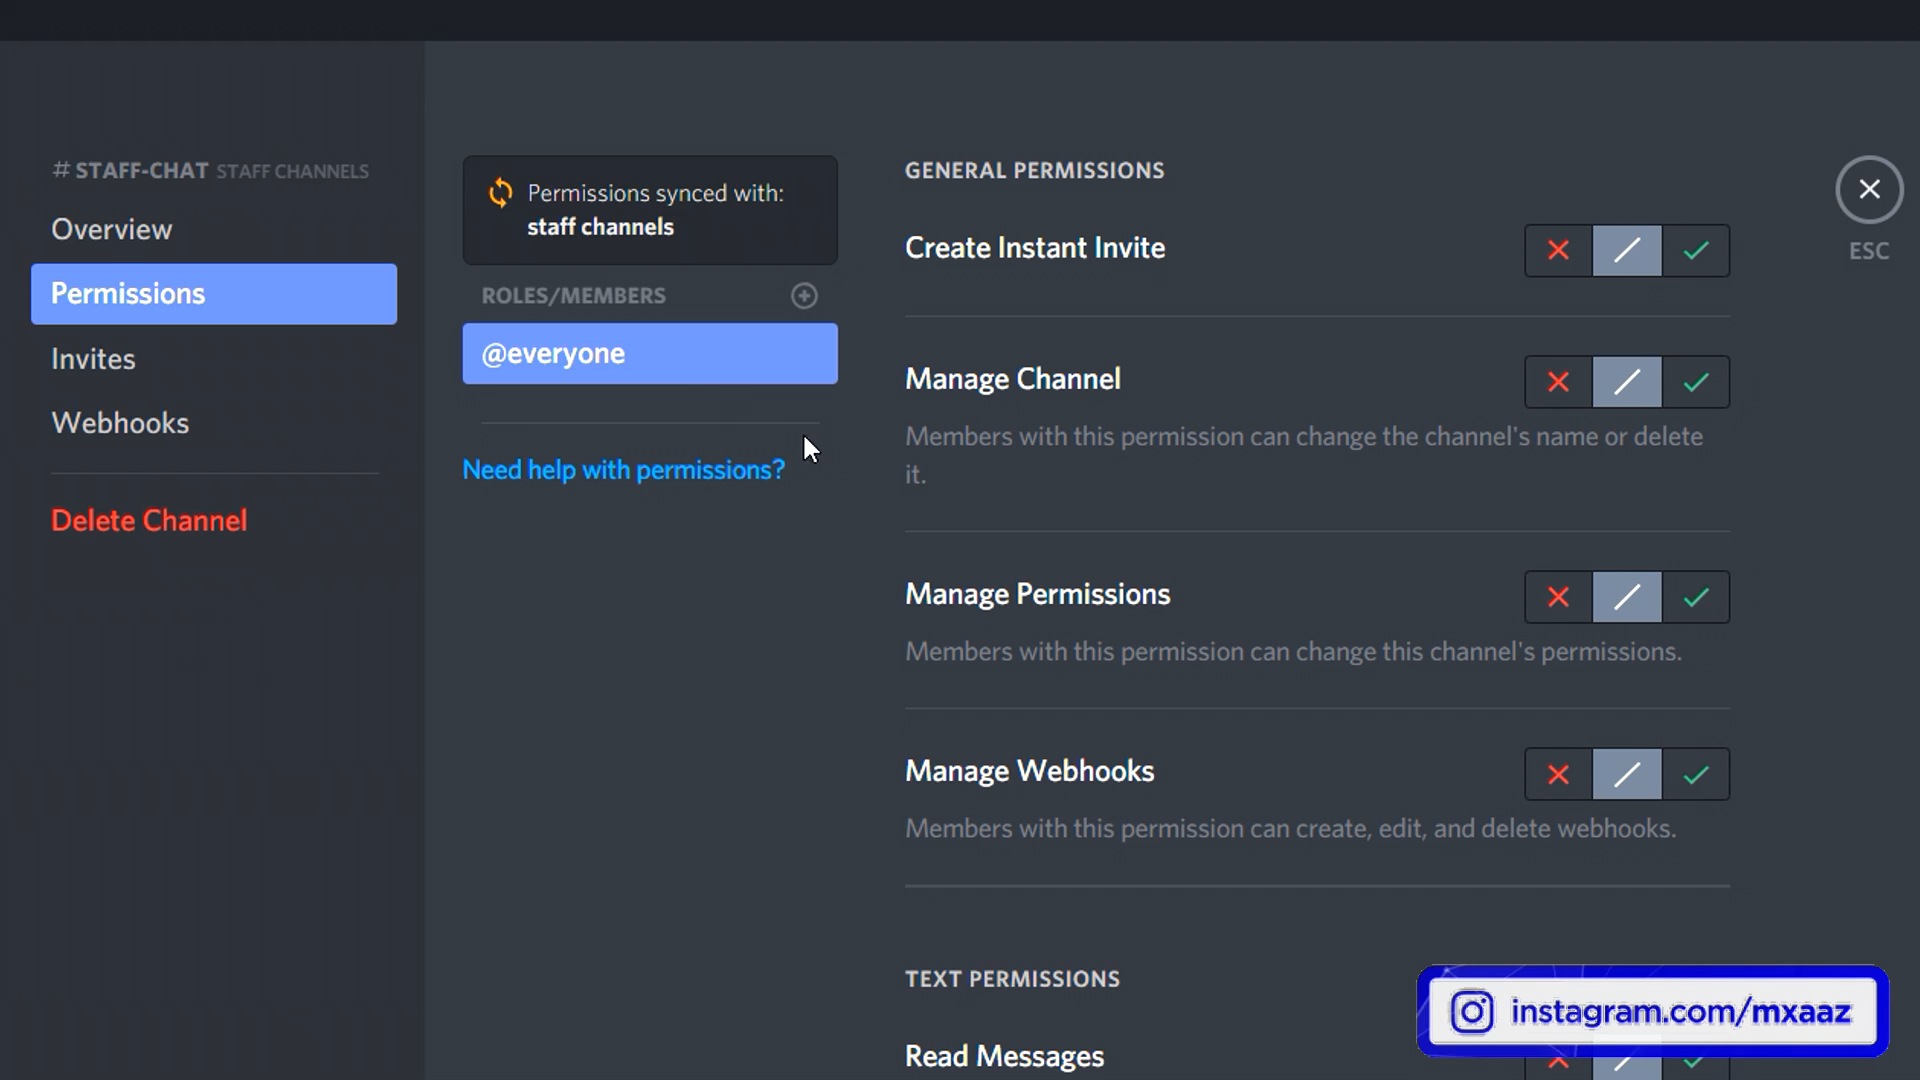 # STAFF-CHAT STAFF CHANNELS
Overview
Permissions
Invites
Webhooks
Delete Channel
Permissions synced with:
staff channels
ROLES/MEMBERS
@everyone
Need help with permissions?
GENERAL PERMISSIONS
Create Instant Invite
Manage Channel
Members with this permission can change the channel's name or delete
it.
Manage Permissions
Members with this permission can change this channel's permissions.
Manage Webhooks
Members with this permission can create, edit, and delete webhooks.
TEXT PERMISSIONS
Read Messages
ESC
instagram.com/mxaaz